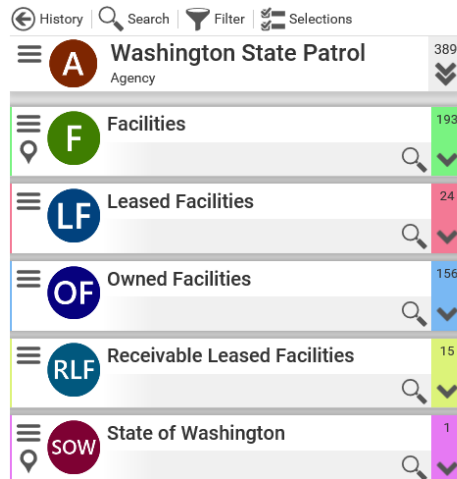 History Search Filter Selections
A Washington State Patrol 389
Agency
F Facilities 193
LF Leased Facilities 24
OF Owned Facilities 156
RLF Receivable Leased Facilities 15
SOW State of Washington 1